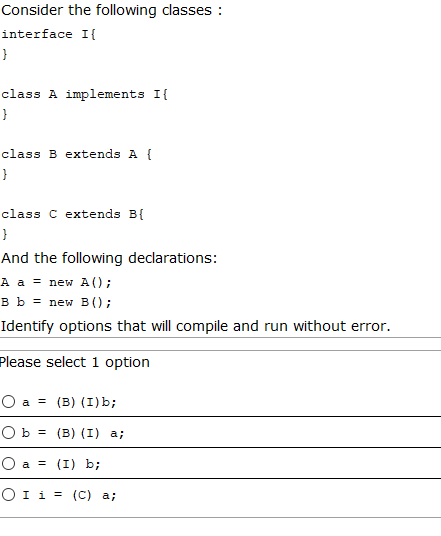 Consider the following classes :
interface I{
}
class A implements I{
}
class B extends A {
}
class C extends B{
}
And the following declarations:
A a = new A();
B b = new B();
Identify options that will compile and run without error.
Please select 1 option
a = (B)(I)b;
b = (B)(I) a;
a = (I) b;
I i = (C) a;